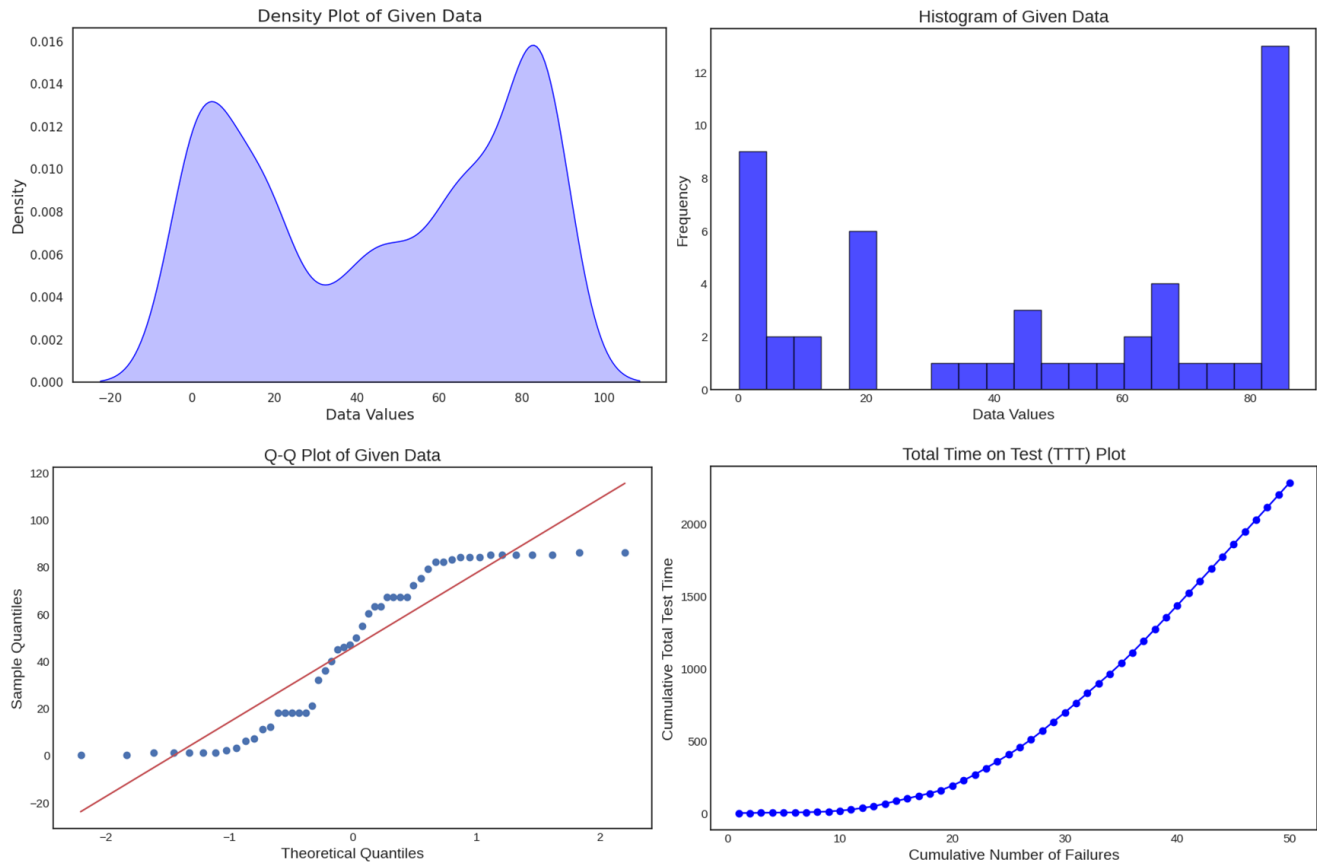 Density Plot of Given Data
0.016
0.014
0.012
0.010
0.008
0.006
0.004
0.002
0.000
Density
−20 0 20 40 60 80 100
Data Values
Histogram of Given Data
12
10
8
6
4
2
0
Frequency
0 20 40 60 80
Data Values
Q-Q Plot of Given Data
120
100
80
60
40
20
0
−20
Sample Quantiles
−2 −1 0 1 2
Theoretical Quantiles
Total Time on Test (TTT) Plot
2000
1500
1000
500
0
Cumulative Total Test Time
0 10 20 30 40 50
Cumulative Number of Failures